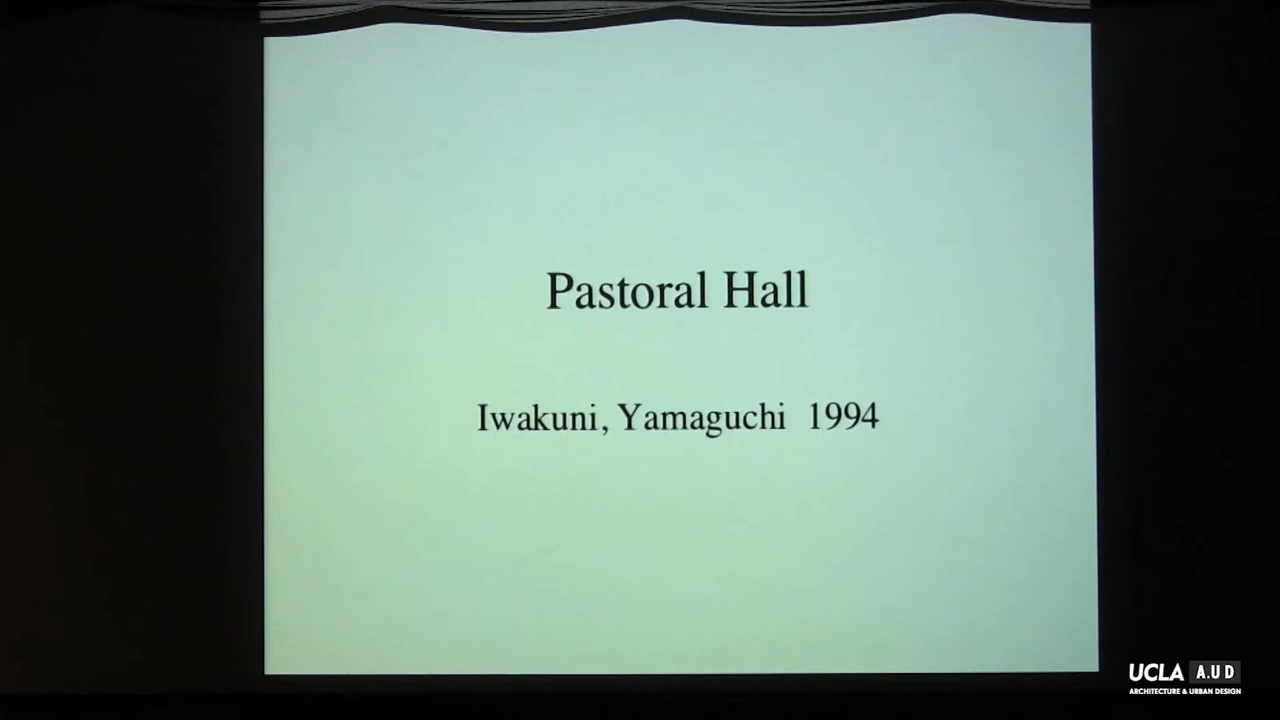 Pastoral Hall
Iwakuni, Yamaguchi 1994
UCLA A.UD
ARCHITECTURE & URBAN DESIGN